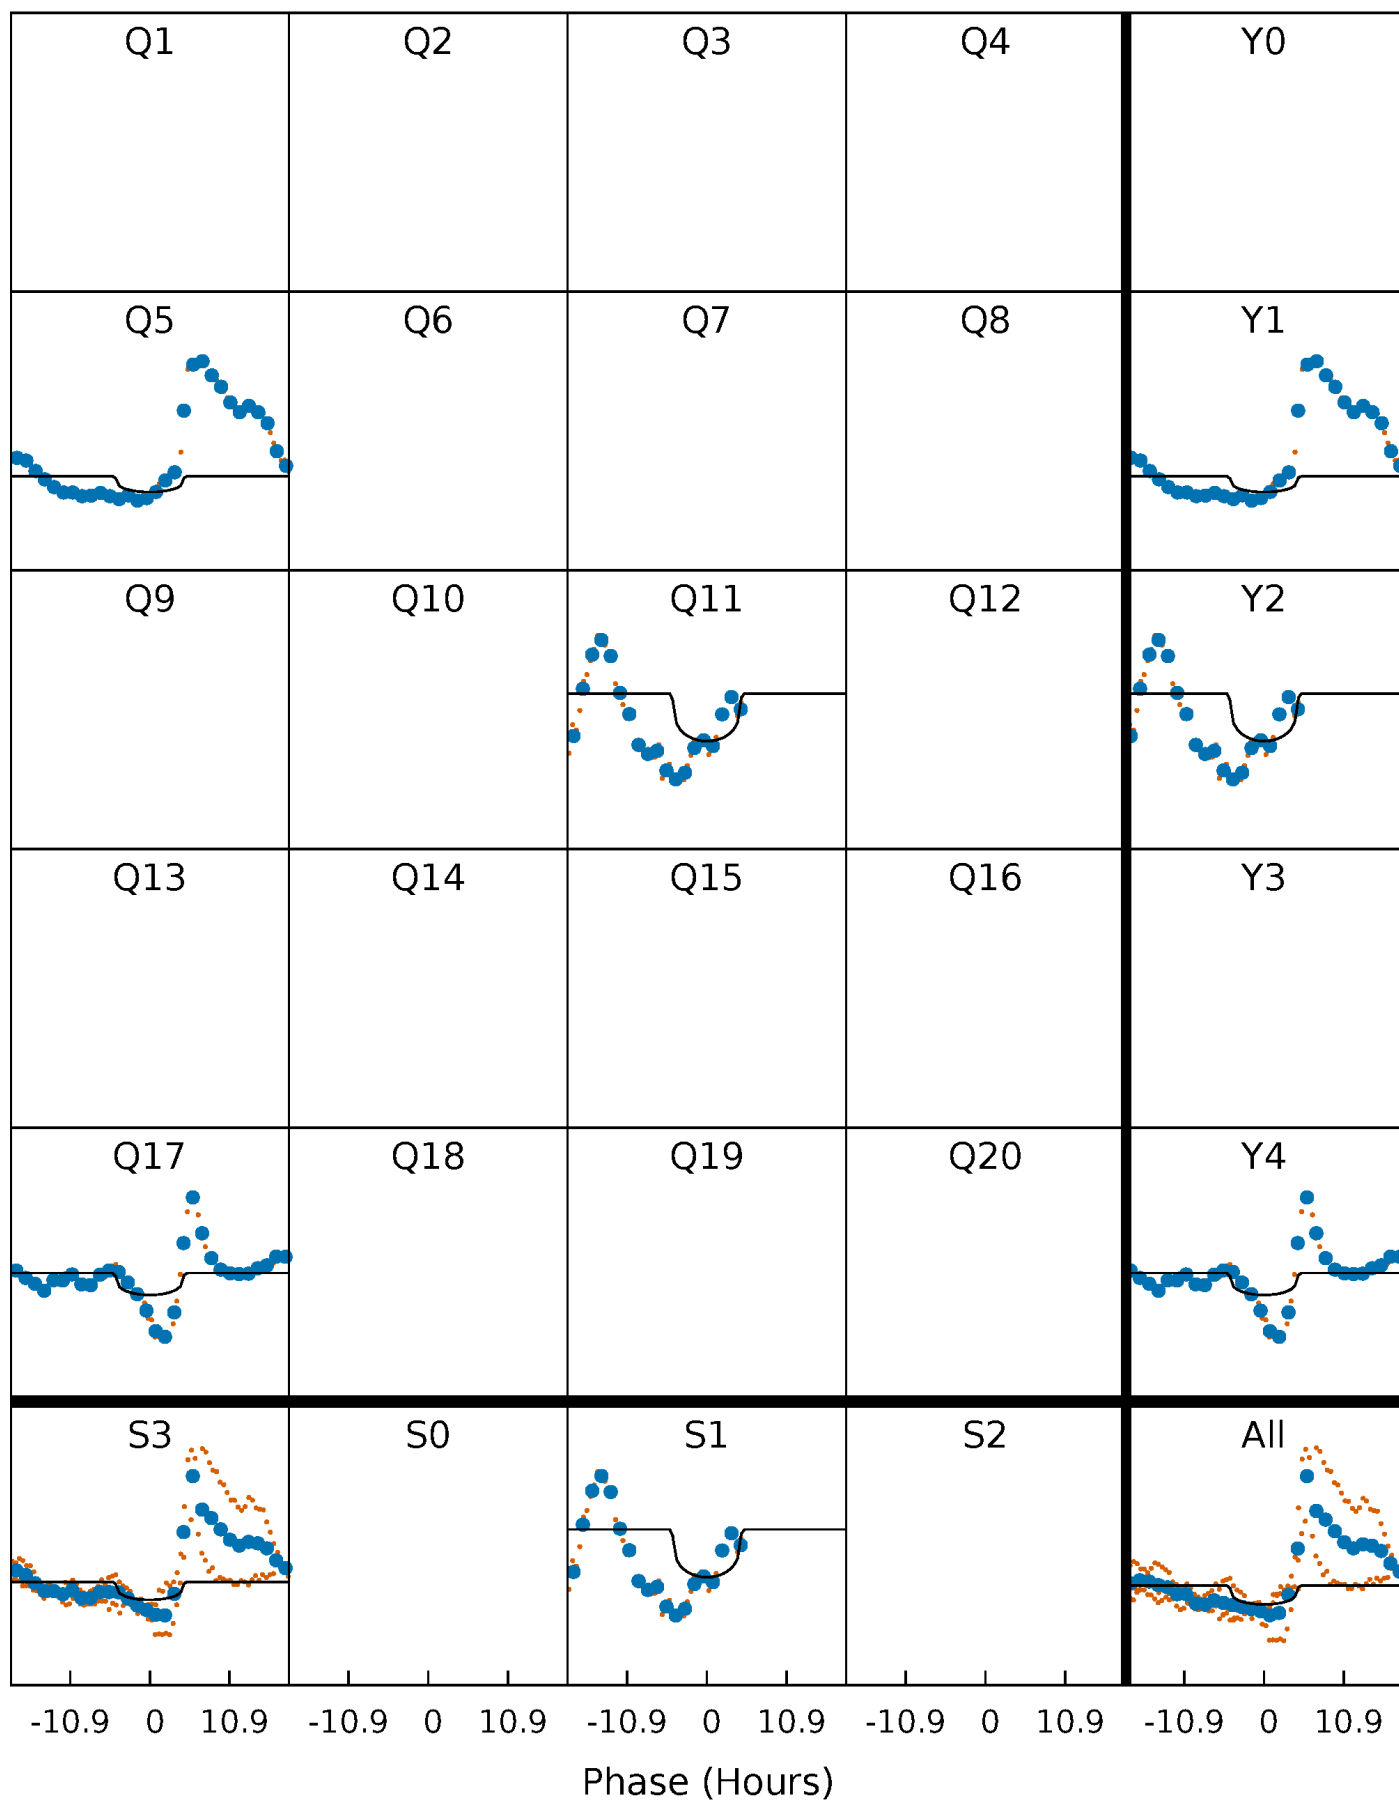 Q1 Q2 Q3 Q4 Y0
Q5 Q6 Q7 Q8 Y1
Q9 Q10 Q11 Q12 Y2
Q13 Q14 Q15 Q16 Y3
Q17 Q18 Q19 Q20 Y4
S3 S0 S1 S2 All
-10.9 0 10.9 -10.9 0 10.9 -10.9 0 10.9 -10.9 0 10.9 -10.9 0 10.9
Phase (Hours)